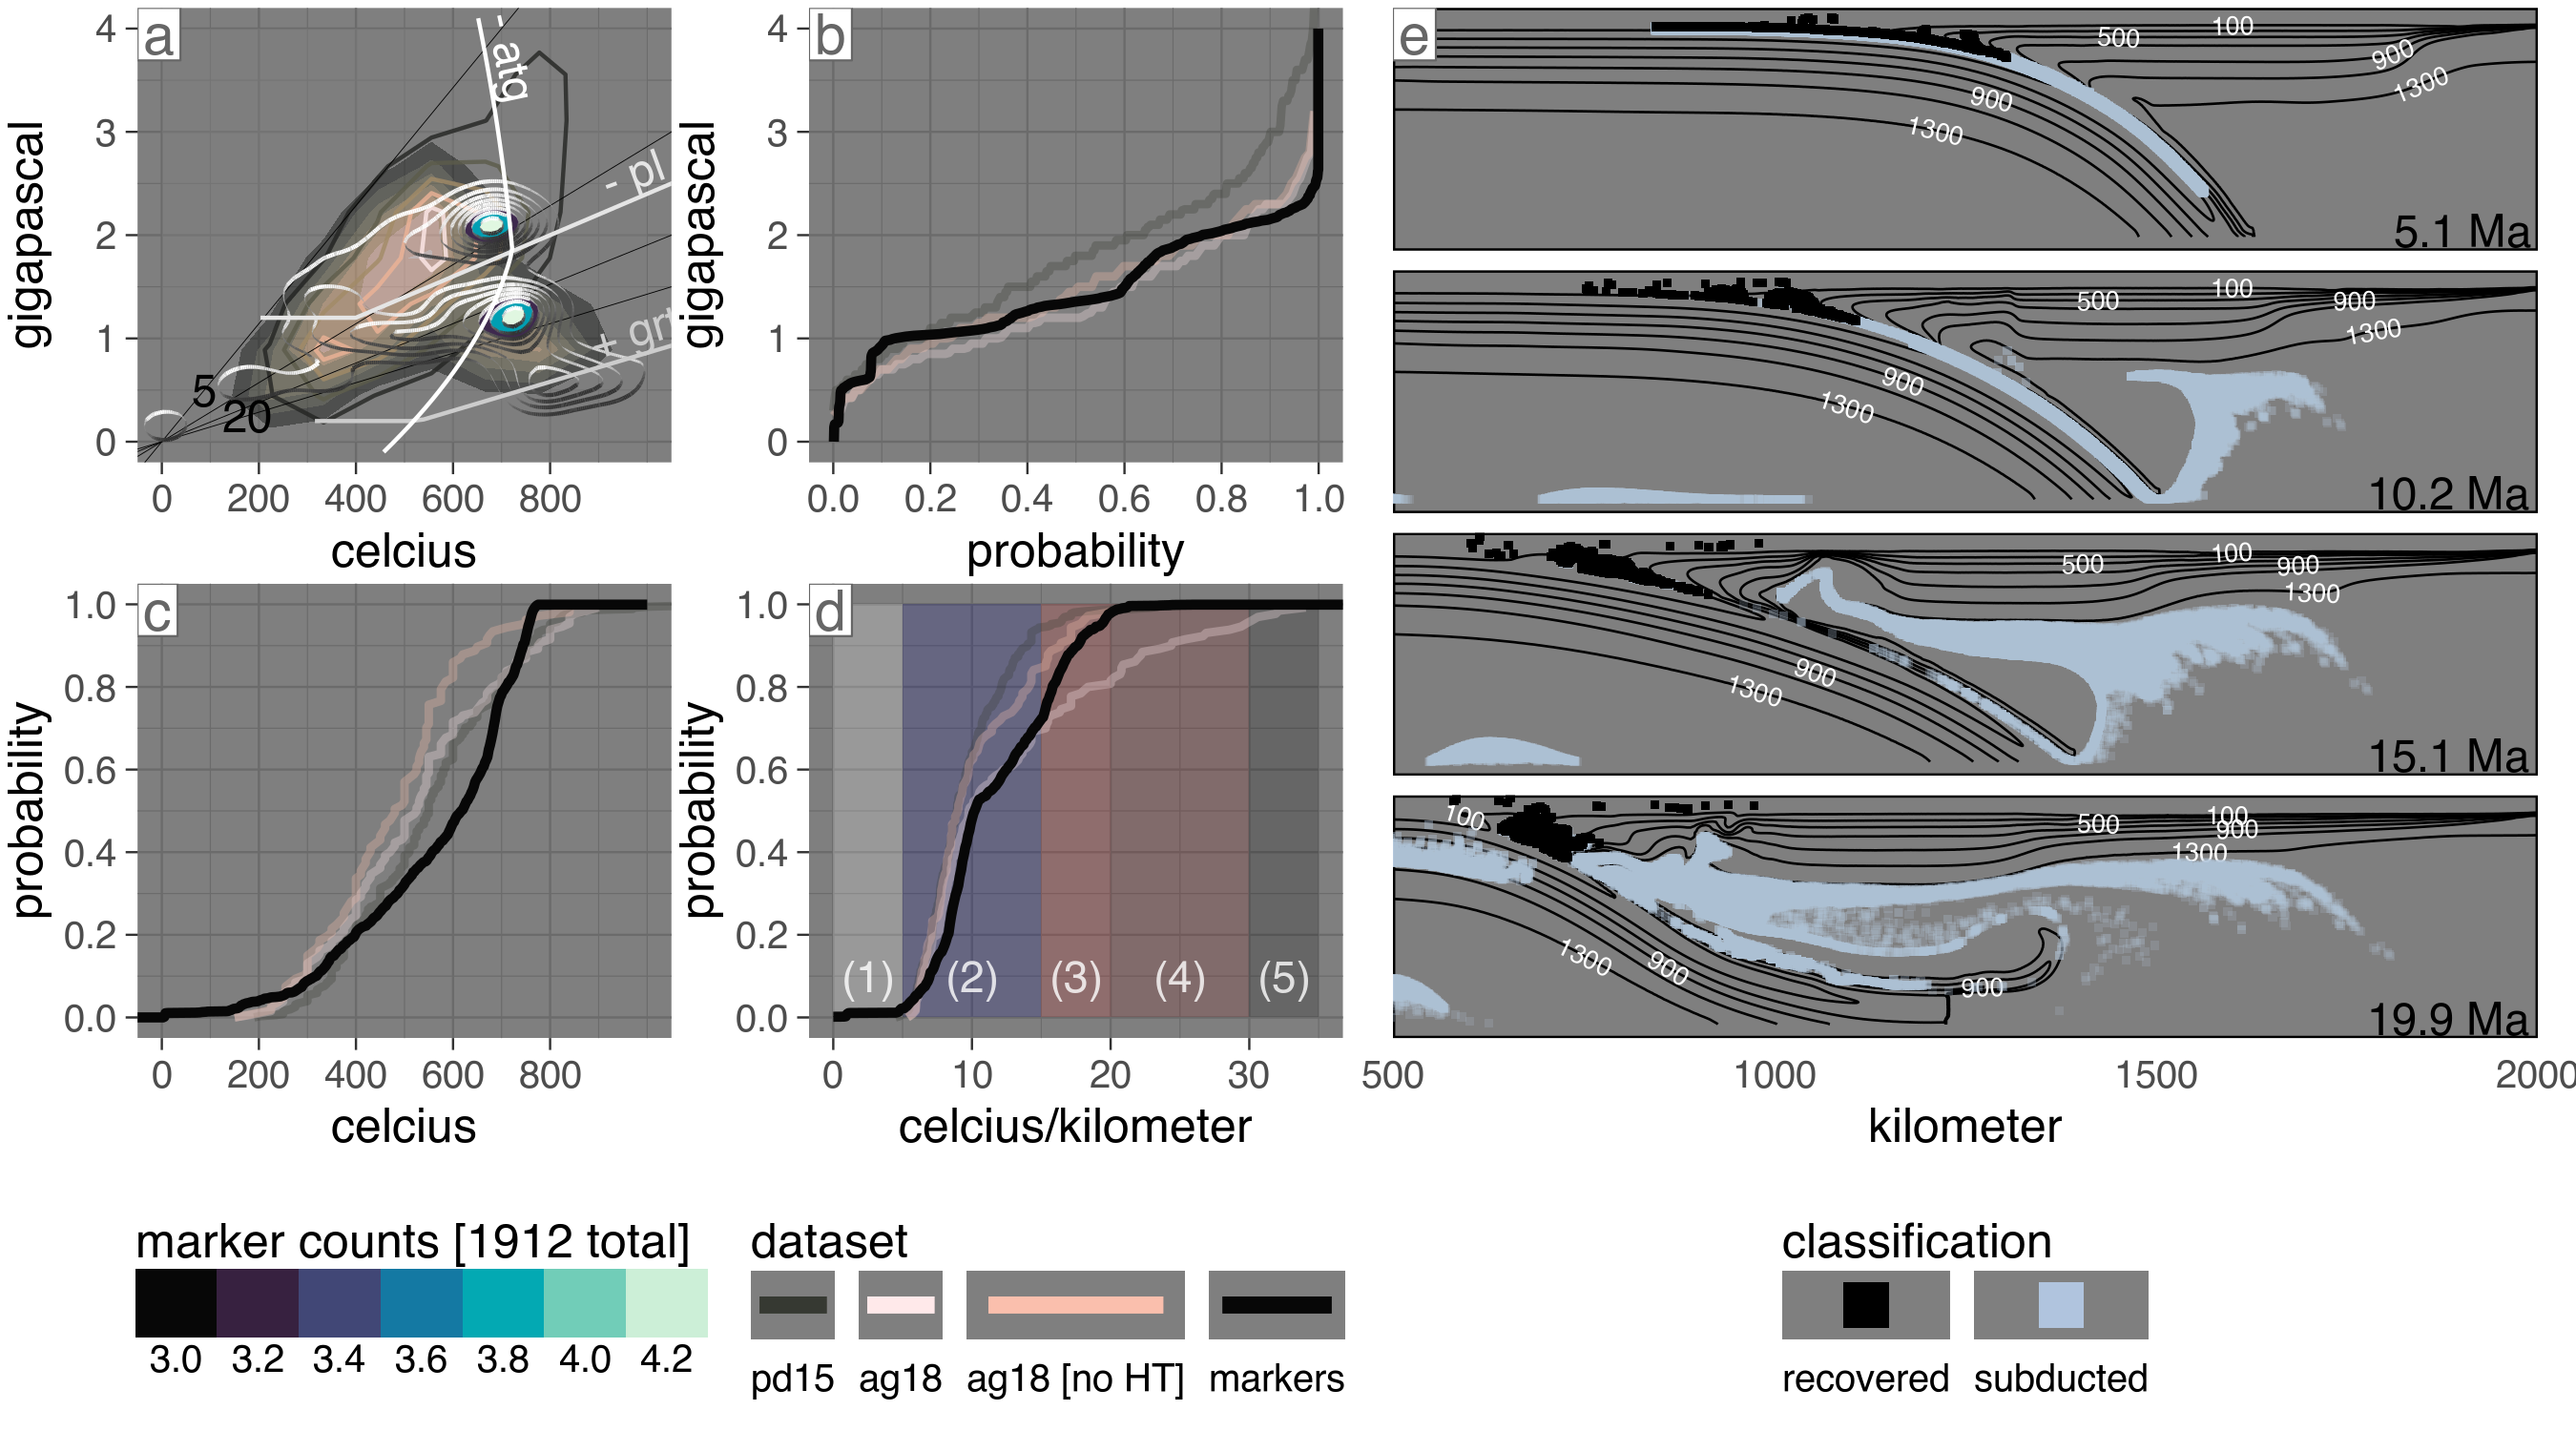 a
4
3
2
1
0
gigapascal
0 200 400 600 800
celcius
- atg
- pl
+ grt
5
20
b
4
3
2
1
0
gigapascal
0.0 0.2 0.4 0.6 0.8 1.0
probability
c
1.0
0.8
0.6
0.4
0.2
0.0
probability
0 200 400 600 800
celcius
d
1.0
0.8
0.6
0.4
0.2
0.0
probability
(1) (2) (3) (4) (5)
0 10 20 30
celcius/kilometer
e
100
500
900
1300
900
1300
5.1 Ma
100
500
900
1300
900
1300
10.2 Ma
100
500
900
1300
900
1300
15.1 Ma
100
100
500
900
1300
1300
900
900
19.9 Ma
500 1000 1500 2000
kilometer
marker counts [1912 total]
3.0 3.2 3.4 3.6 3.8 4.0 4.2
dataset
pd15 ag18 ag18 [no HT] markers
classification
recovered subducted